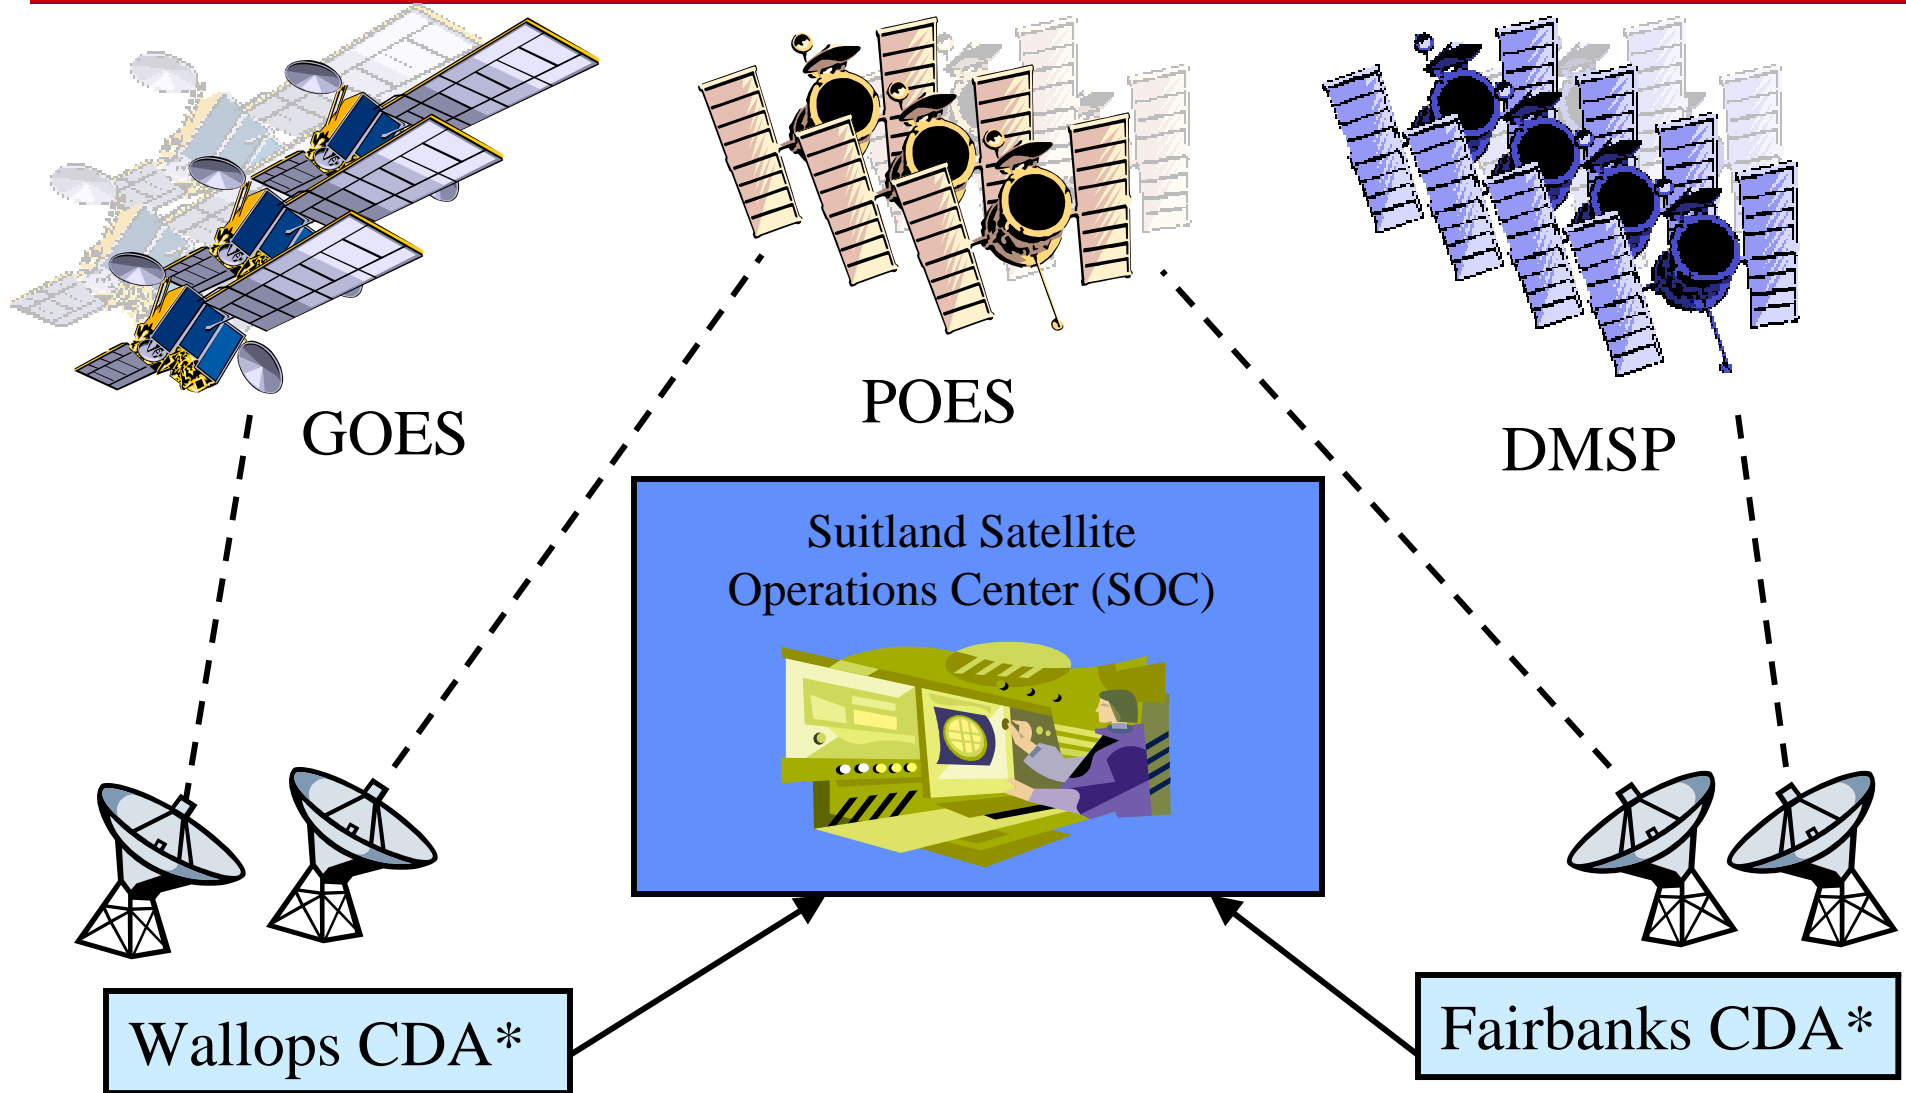 GOES
POES
DMSP
Suitland Satellite
Operations Center (SOC)
Wallops CDA*
Fairbanks CDA*